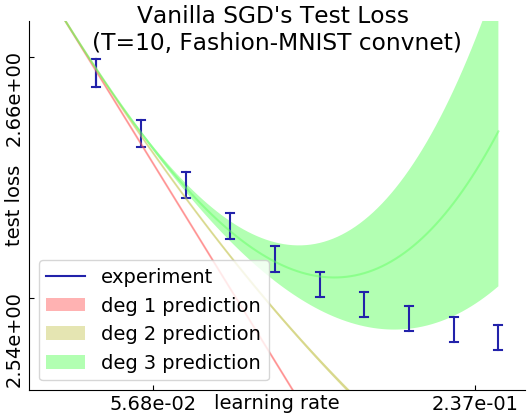 Vanilla SGD's Test Loss
(T=10, Fashion-MNIST convnet)
2.66e+00
test loss
2.54e+00
experiment
deg 1 prediction
deg 2 prediction
deg 3 prediction
5.68e-02 learning rate 2.37e-01